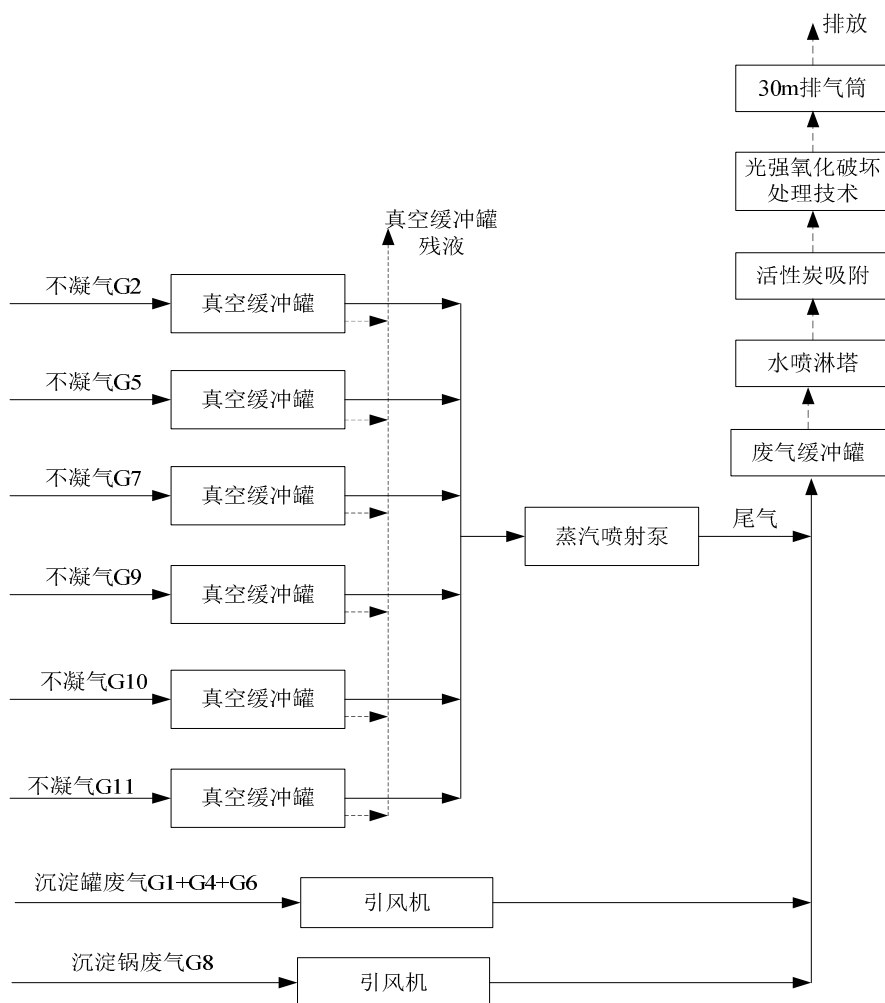 排放
30m排气筒
光强氧化破坏
处理技术
真空缓冲罐
残液
活性炭吸附
不凝气G2
真空缓冲罐
水喷淋塔
不凝气G5
真空缓冲罐
废气缓冲罐
不凝气G7
真空缓冲罐
尾气
蒸汽喷射泵
不凝气G9
真空缓冲罐
不凝气G10
真空缓冲罐
不凝气G11
真空缓冲罐
沉淀罐废气G1+G4+G6
引风机
沉淀锅废气G8
引风机